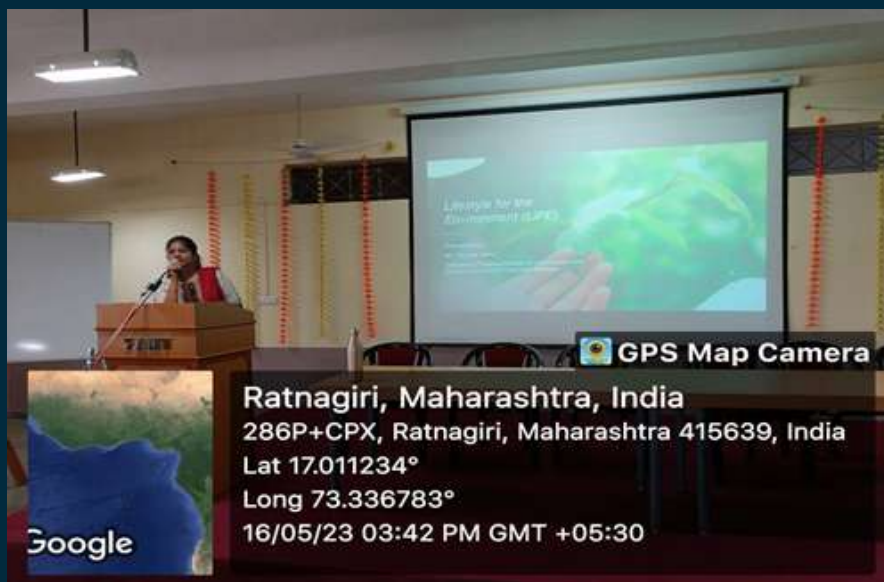 Lifestyle for the
Environment (LiFE)
GPS Map Camera
Ratnagiri, Maharashtra, India
286P+CPX, Ratnagiri, Maharashtra 415639, India
Lat 17.011234°
Long 73.336783°
16/05/23 03:42 PM GMT +05:30
Google